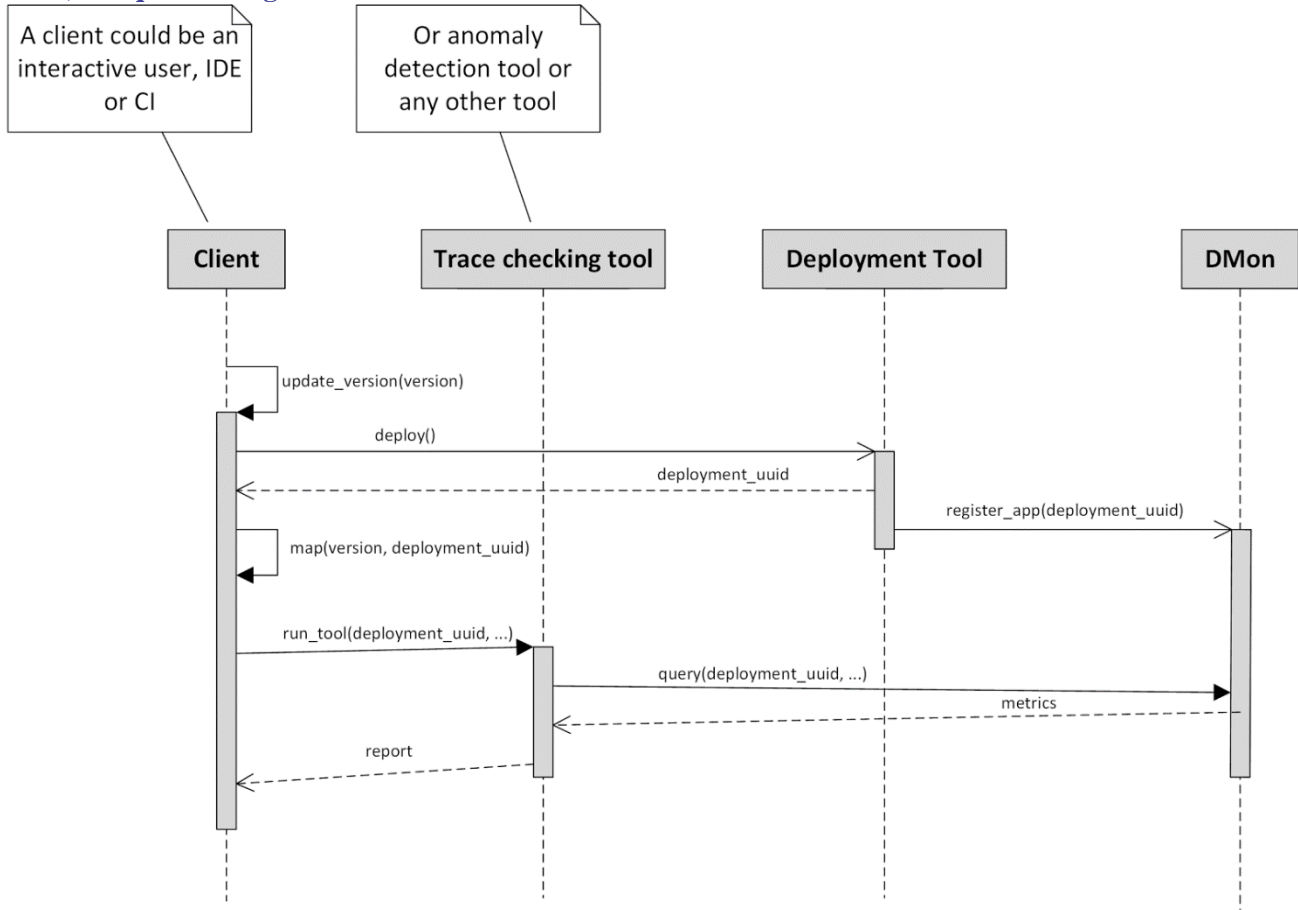 A client could be an
interactive user, IDE
or CI
Or anomaly
detection tool or
any other tool
Client
Trace checking tool
Deployment Tool
DMon
update_version(version)
deploy()
deployment_uuid
register_app(deployment_uuid)
map(version, deployment_uuid)
run_tool(deployment_uuid, ...)
query(deployment_uuid, ...)
metrics
report